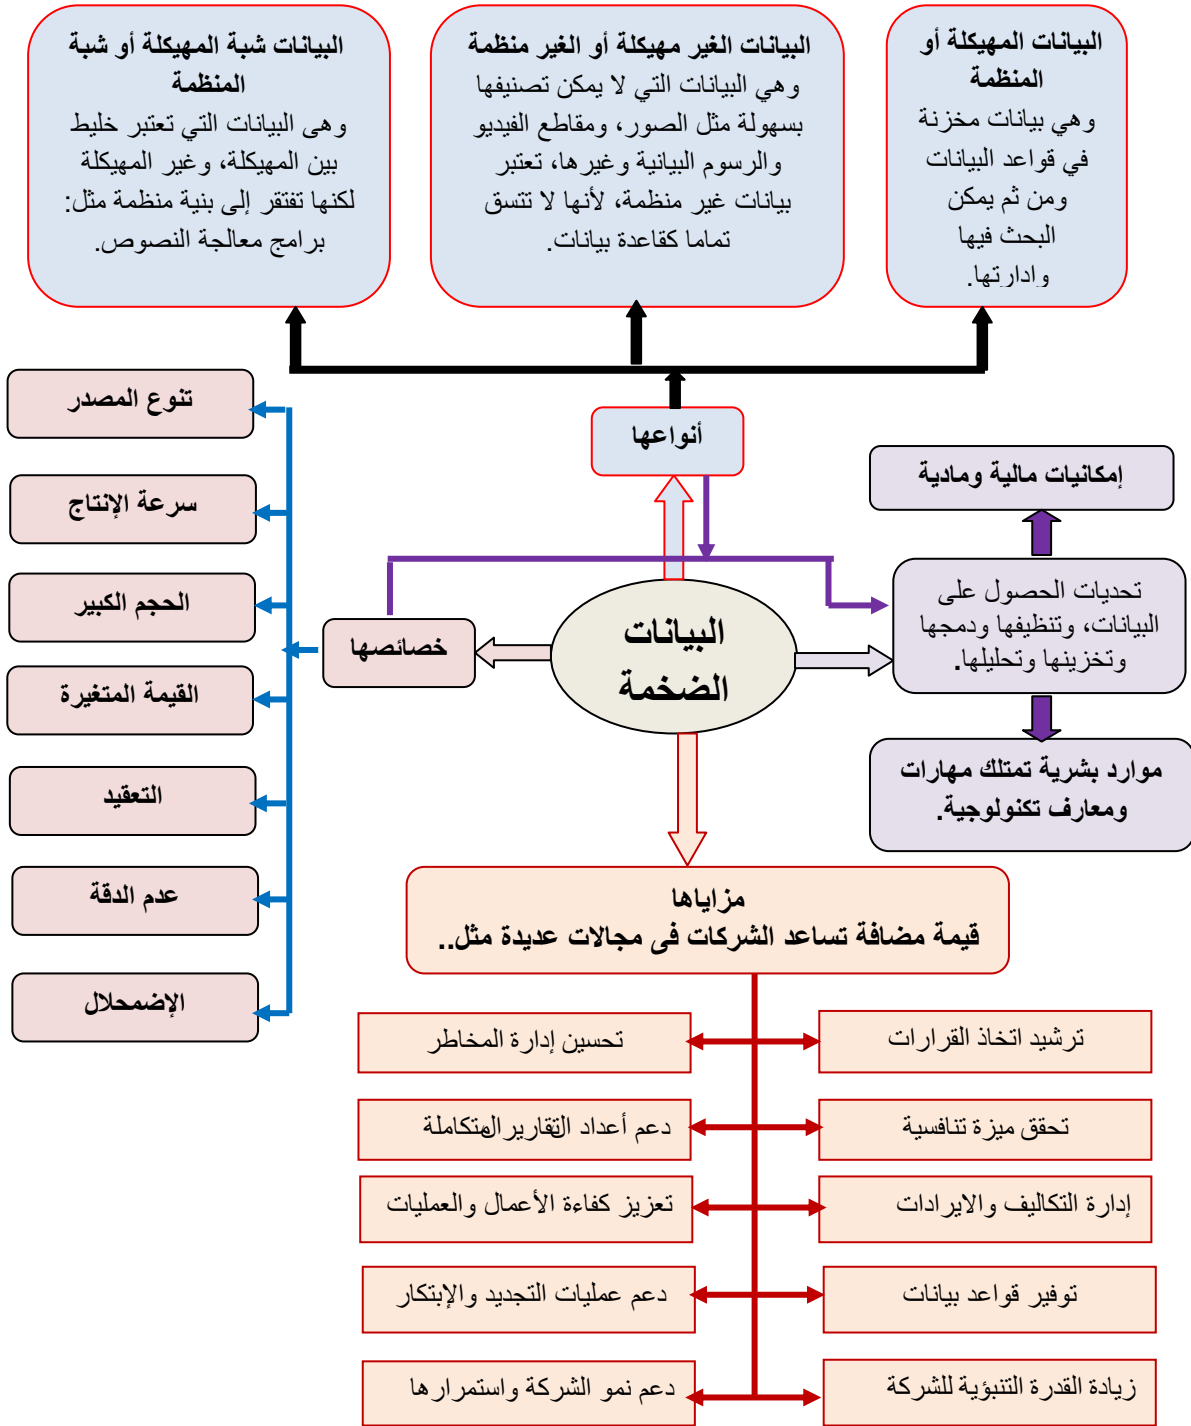 البيانات المهيكلة أو
المنظمة
وهي بيانات مخزنة
في قواعد البيانات
ومن ثم يمكن
البحث فيها
وادارتها.
البيانات الغير مهيكلة أو الغير منظمة
وهي البيانات التي لا يمكن تصنيفها
بسهولة مثل الصور، ومقاطع الفيديو
والرسوم البيانية وغيرها، تعتبر
بيانات غير منظمة، لأنها لا تتسق
تماما كقاعدة بيانات.
البيانات شبة المهيكلة أو شبة
المنظمة
وهى البيانات التي تعتبر خليط
بين المهيكلة، وغير المهيكلة
لكنها تفتقر إلى بنية منظمة مثل:
برامج معالجة النصوص.
أنواعها
إمكانيات مالية ومادية
تحديات الحصول على
البيانات، وتنظيفها ودمجها
وتخزينها وتحليلها.
موارد بشرية تمتلك مهارات
ومعارف تكنولوجية.
البيانات
الضخمة
خصائصها
تنوع المصدر
سرعة الإنتاج
الحجم الكبير
القيمة المتغيرة
التعقيد
عدم الدقة
الإضمحلال
مزاياها
قيمة مضافة تساعد الشركات فى مجالات عديدة مثل..
ترشيد اتخاذ القرارات
تحسين إدارة المخاطر
تحقق ميزة تنافسية
دعم أعداد التقارير المتكاملة
إدارة التكاليف والايرادات
تعزيز كفاءة الأعمال والعمليات
توفير قواعد بيانات
دعم عمليات التجديد والإبتكار
زيادة القدرة التنبؤية للشركة
دعم نمو الشركة واستمرارها